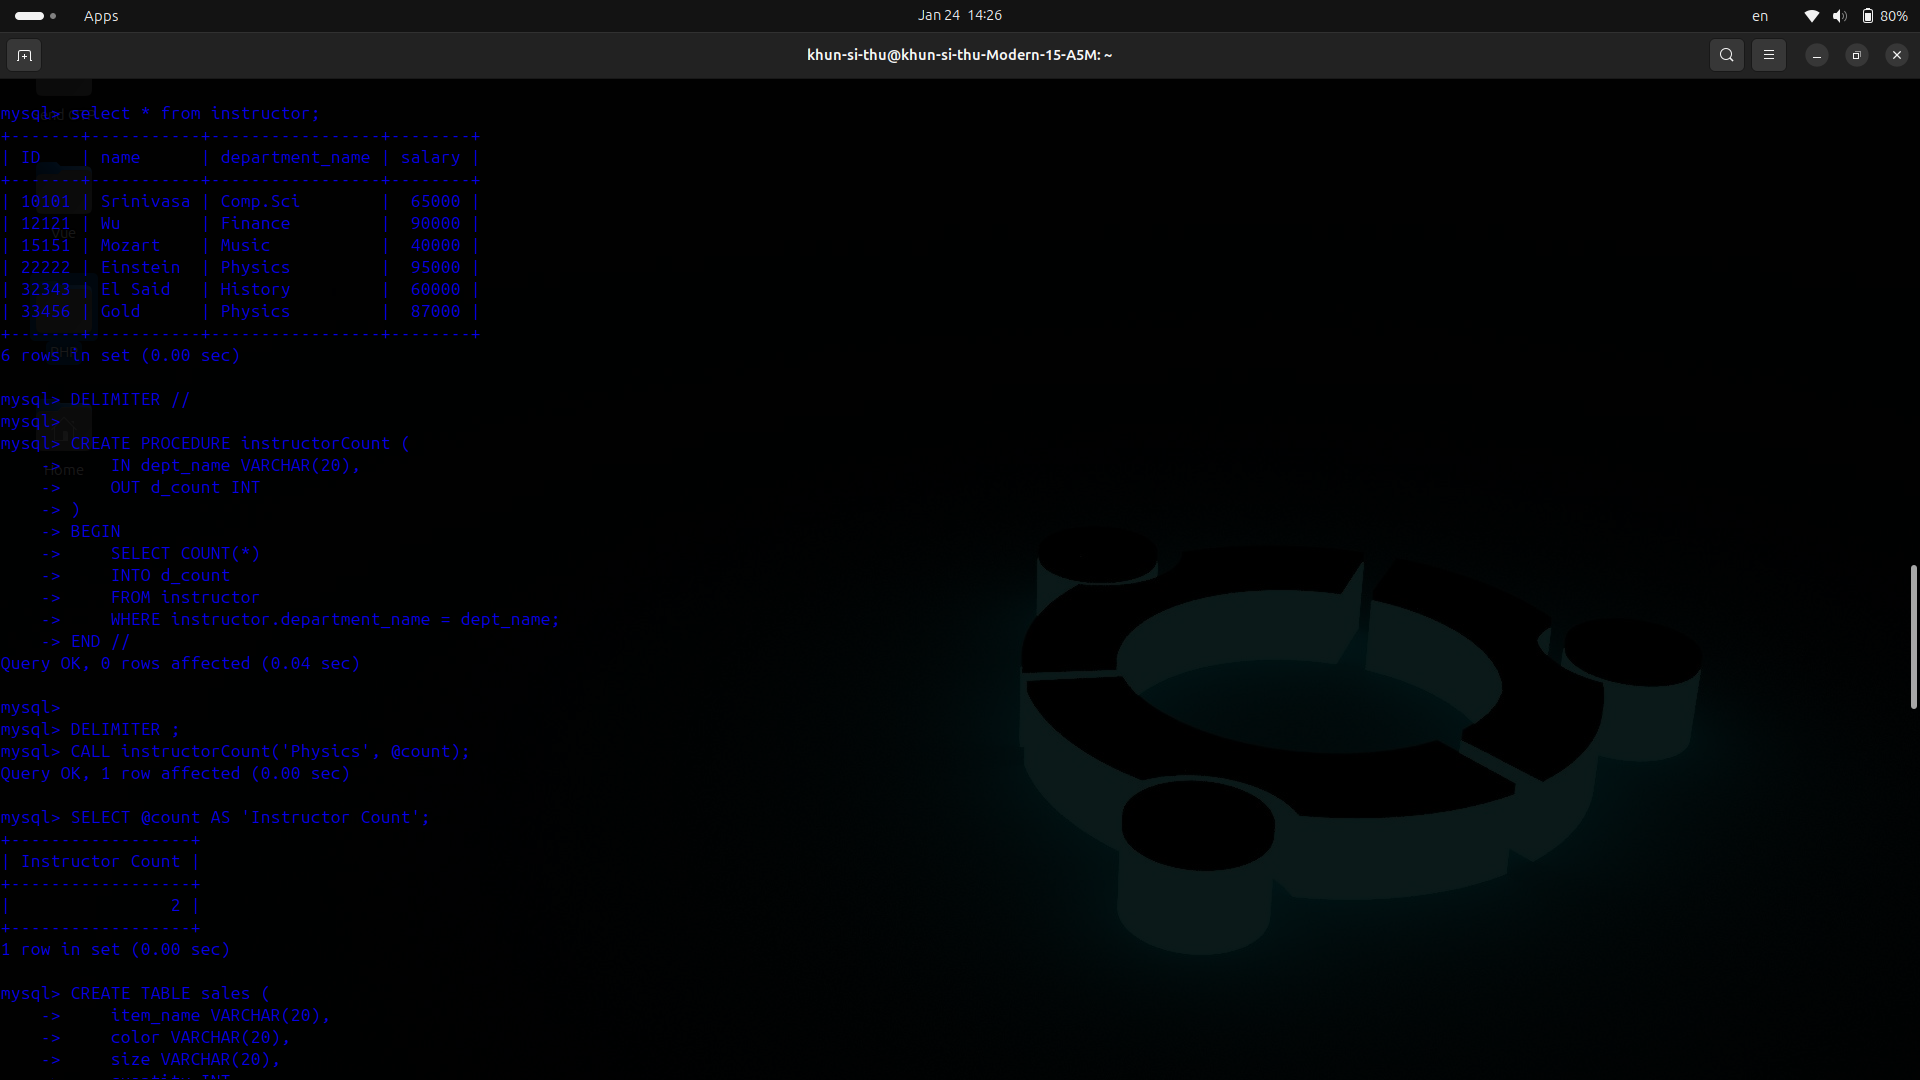 Apps
Jan 24 14:26
en
80%
khun-si-thu@khun-si-thu-Modern-15-A5M: ~
mysql> select * from instructor;
+-------+-----------+-----------------+--------+
| ID    | name      | department_name | salary |
+-------+-----------+-----------------+--------+
| 10101 | Srinivasa | Comp.Sci        |  65000 |
| 12121 | Wu        | Finance         |  90000 |
| 15151 | Mozart    | Music           |  40000 |
| 22222 | Einstein  | Physics         |  95000 |
| 32343 | El Said   | History         |  60000 |
| 33456 | Gold      | Physics         |  87000 |
+-------+-----------+-----------------+--------+
6 rows in set (0.00 sec)
mysql> DELIMITER //
mysql>
mysql> CREATE PROCEDURE instructorCount (
    ->     IN dept_name VARCHAR(20),
    ->     OUT d_count INT
    -> )
    -> BEGIN
    ->     SELECT COUNT(*)
    ->     INTO d_count
    ->     FROM instructor
    ->     WHERE instructor.department_name = dept_name;
    -> END //
Query OK, 0 rows affected (0.04 sec)
mysql>
mysql> DELIMITER ;
mysql> CALL instructorCount('Physics', @count);
Query OK, 1 row affected (0.00 sec)
mysql> SELECT @count AS 'Instructor Count';
+------------------+
| Instructor Count |
+------------------+
|                2 |
+------------------+
1 row in set (0.00 sec)
mysql> CREATE TABLE sales (
    ->     item_name VARCHAR(20),
    ->     color VARCHAR(20),
    ->     size VARCHAR(20),
    ->     quantity INT
Vue
PHP
Home